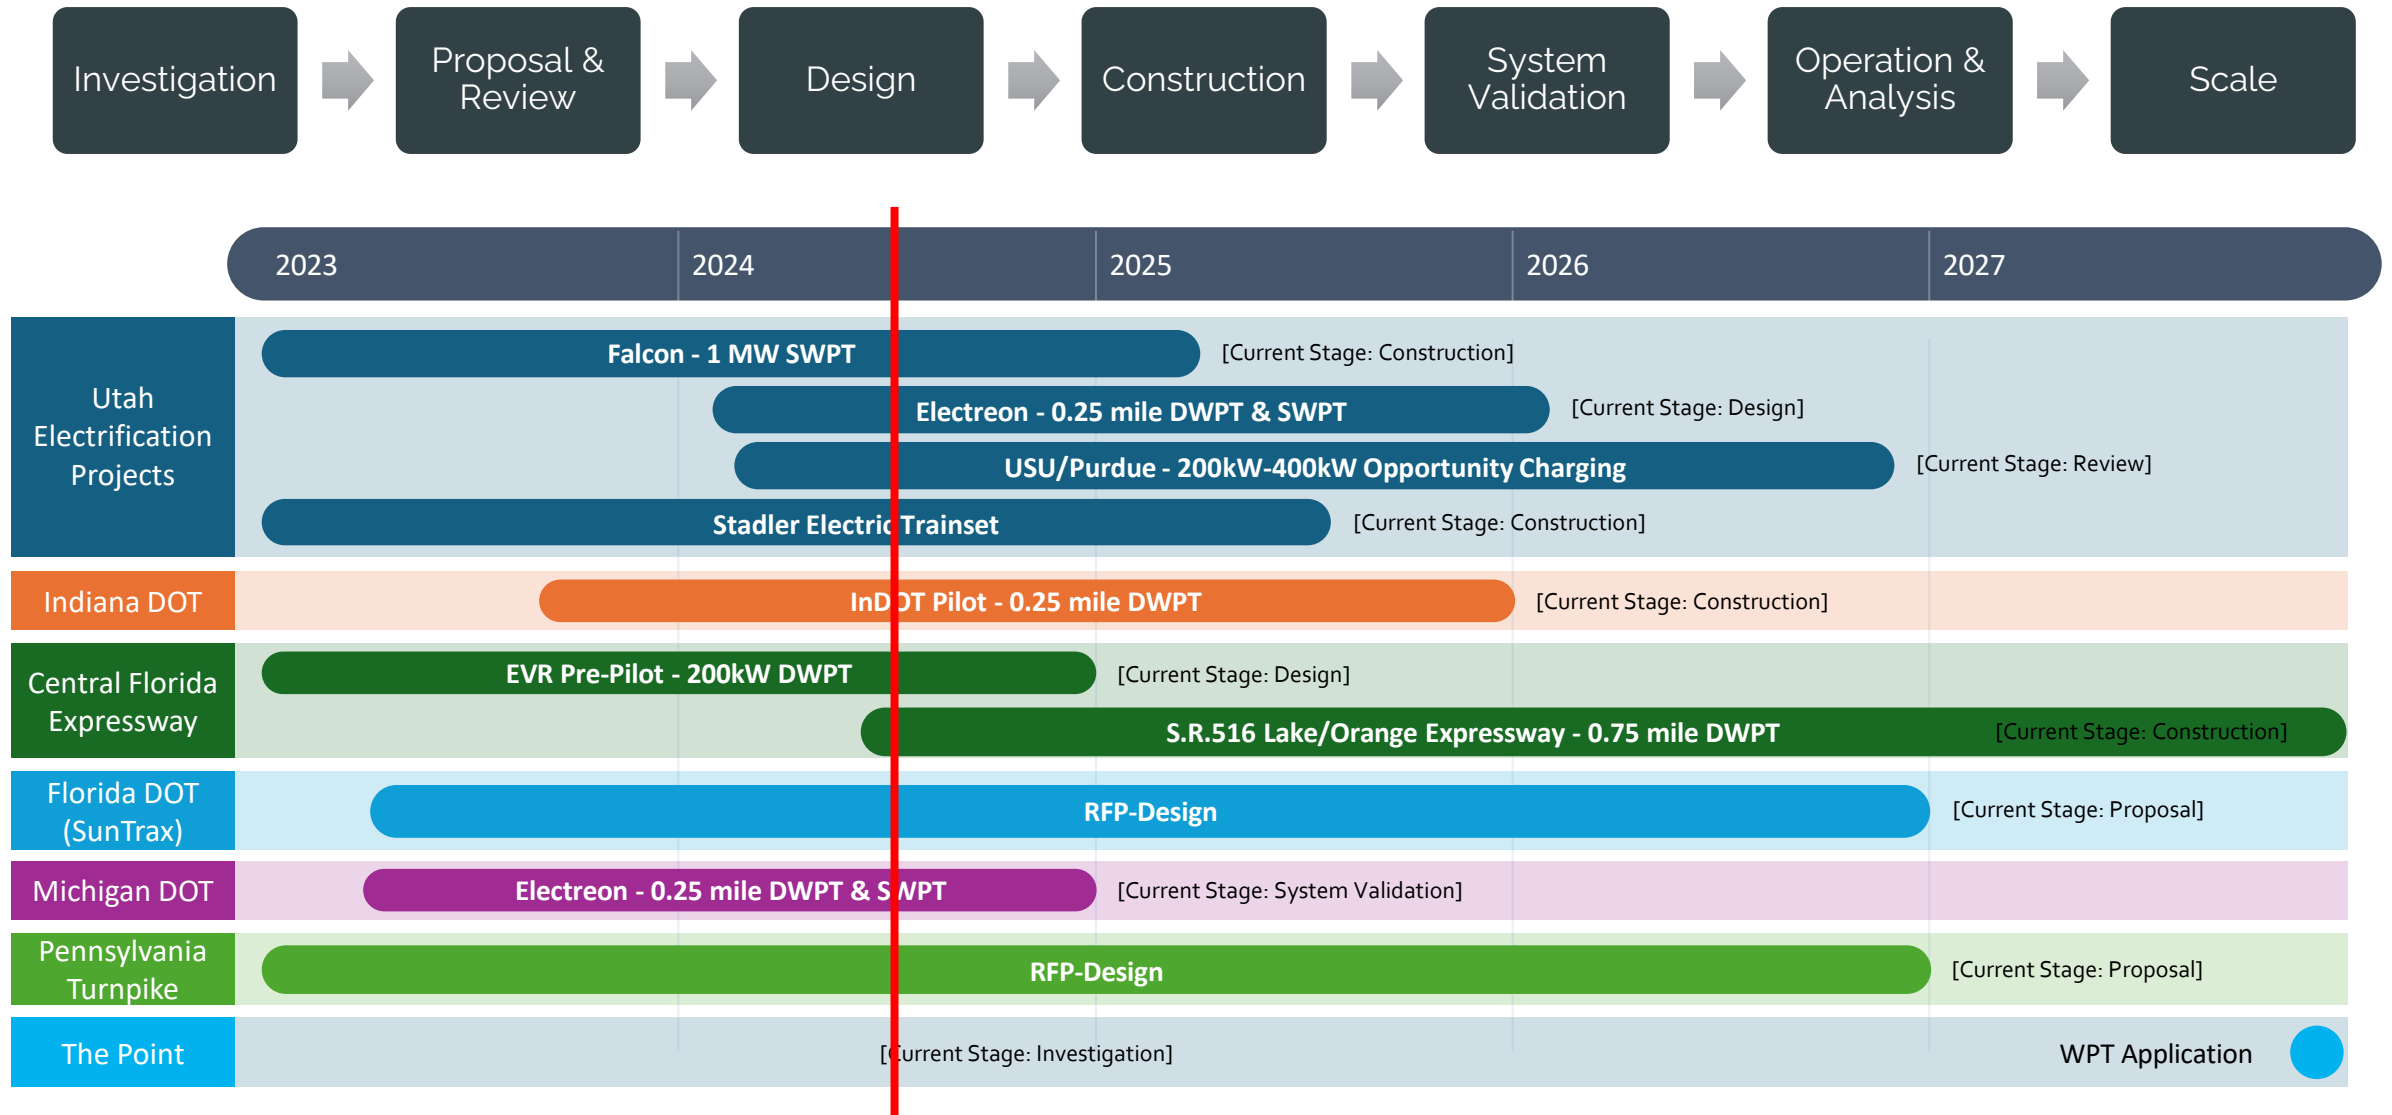 Investigation
Proposal &
Review
Design
Construction
System
Validation
Operation &
Analysis
Scale
2023
2024
2025
2026
2027
Utah
Electrification
Projects
Falcon - 1 MW SWPT
[Current Stage: Construction]
Electreon - 0.25 mile DWPT & SWPT
[Current Stage: Design]
USU/Purdue - 200kW-400kW Opportunity Charging
[Current Stage: Review]
Stadler Electric Trainset
[Current Stage: Construction]
Indiana DOT
InDOT Pilot - 0.25 mile DWPT
[Current Stage: Construction]
Central Florida
Expressway
EVR Pre-Pilot - 200kW DWPT
[Current Stage: Design]
S.R.516 Lake/Orange Expressway - 0.75 mile DWPT
[Current Stage: Construction]
Florida DOT
(SunTrax)
RFP-Design
[Current Stage: Proposal]
Michigan DOT
Electreon - 0.25 mile DWPT & SWPT
[Current Stage: System Validation]
Pennsylvania
Turnpike
RFP-Design
[Current Stage: Proposal]
The Point
[Current Stage: Investigation]
WPT Application